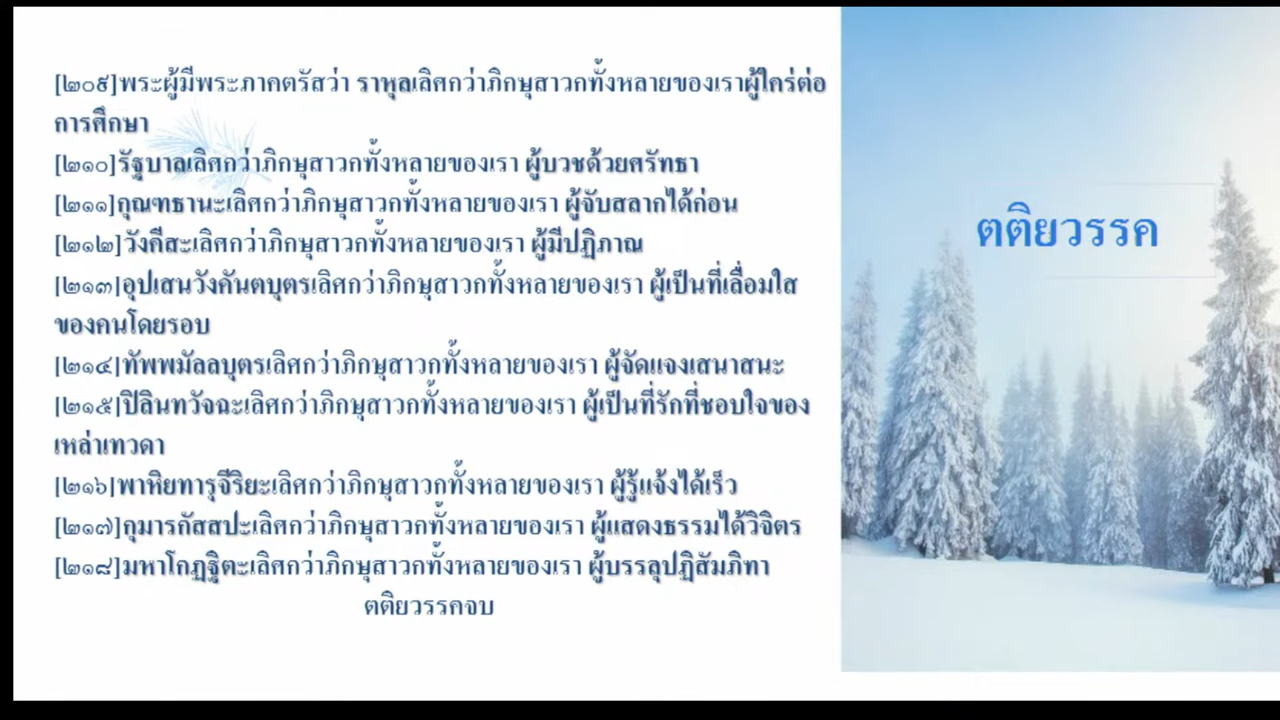 [๒๐๙]พระผู้มีพระภาคตรัสว่า ราหุลเลิศกว่าภิกษุสาวกทั้งหลายของเราผู้ใคร่ต่อ
การศึกษา
[๒๑๐]รัฐบาลเลิศกว่าภิกษุสาวกทั้งหลายของเรา ผู้บวชด้วยศรัทธา
[๒๑๑]กุณฑธานะเลิศกว่าภิกษุสาวกทั้งหลายของเรา ผู้จับสลากได้ก่อน
[๒๑๒]วังคีสะเลิศกว่าภิกษุสาวกทั้งหลายของเรา ผู้มีปฏิภาณ
[๒๑๓]อุปเสนวังคันตบุตรเลิศกว่าภิกษุสาวกทั้งหลายของเรา ผู้เป็นที่เลื่อมใส
ของคนโดยรอบ
[๒๑๔]ทัพพมัลลบุตรเลิศกว่าภิกษุสาวกทั้งหลายของเรา ผู้จัดแจงเสนาสนะ
[๒๑๕]ปิลินทวัจฉะเลิศกว่าภิกษุสาวกทั้งหลายของเรา ผู้เป็นที่รักที่ชอบใจของ
เหล่าเทวดา
[๒๑๖]พาหิยทารุจีริยะเลิศกว่าภิกษุสาวกทั้งหลายของเรา ผู้รู้แจ้งได้เร็ว
[๒๑๗]กุมารกัสสปะเลิศกว่าภิกษุสาวกทั้งหลายของเรา ผู้แสดงธรรมได้วิจิตร
[๒๑๘]มหาโกฏฐิตะเลิศกว่าภิกษุสาวกทั้งหลายของเรา ผู้บรรลุปฏิสัมภิทา
ตติยวรรคจบ
ตติยวรรค